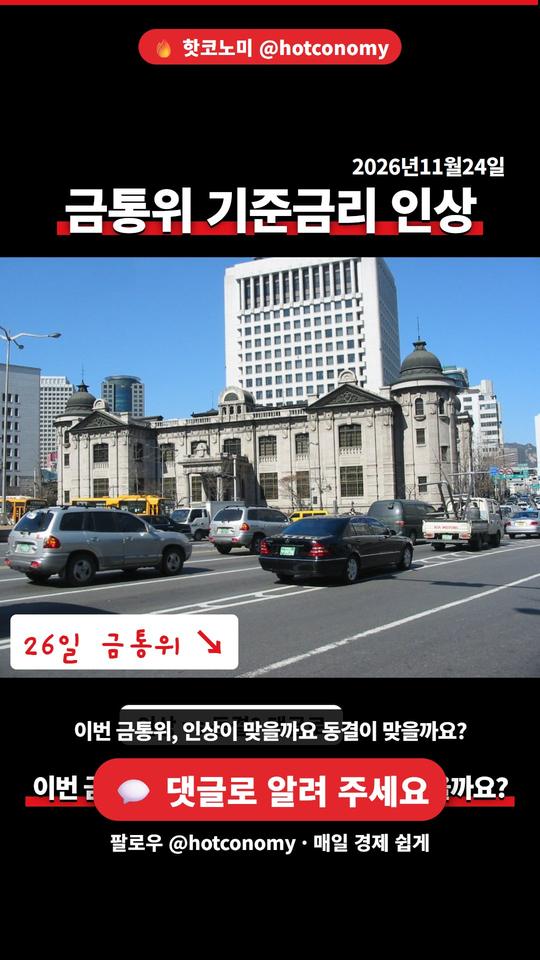 🔥 핫코노미 @hotconomy
2026년11월24일
금통위 기준금리 인상
26일 금통위 ↘
이번 금통위, 인상이 맞을까요 동결이 맞을까요?
이번
💬 댓글로 알려 주세요
까요?
팔로우 @hotconomy · 매일 경제 쉽게